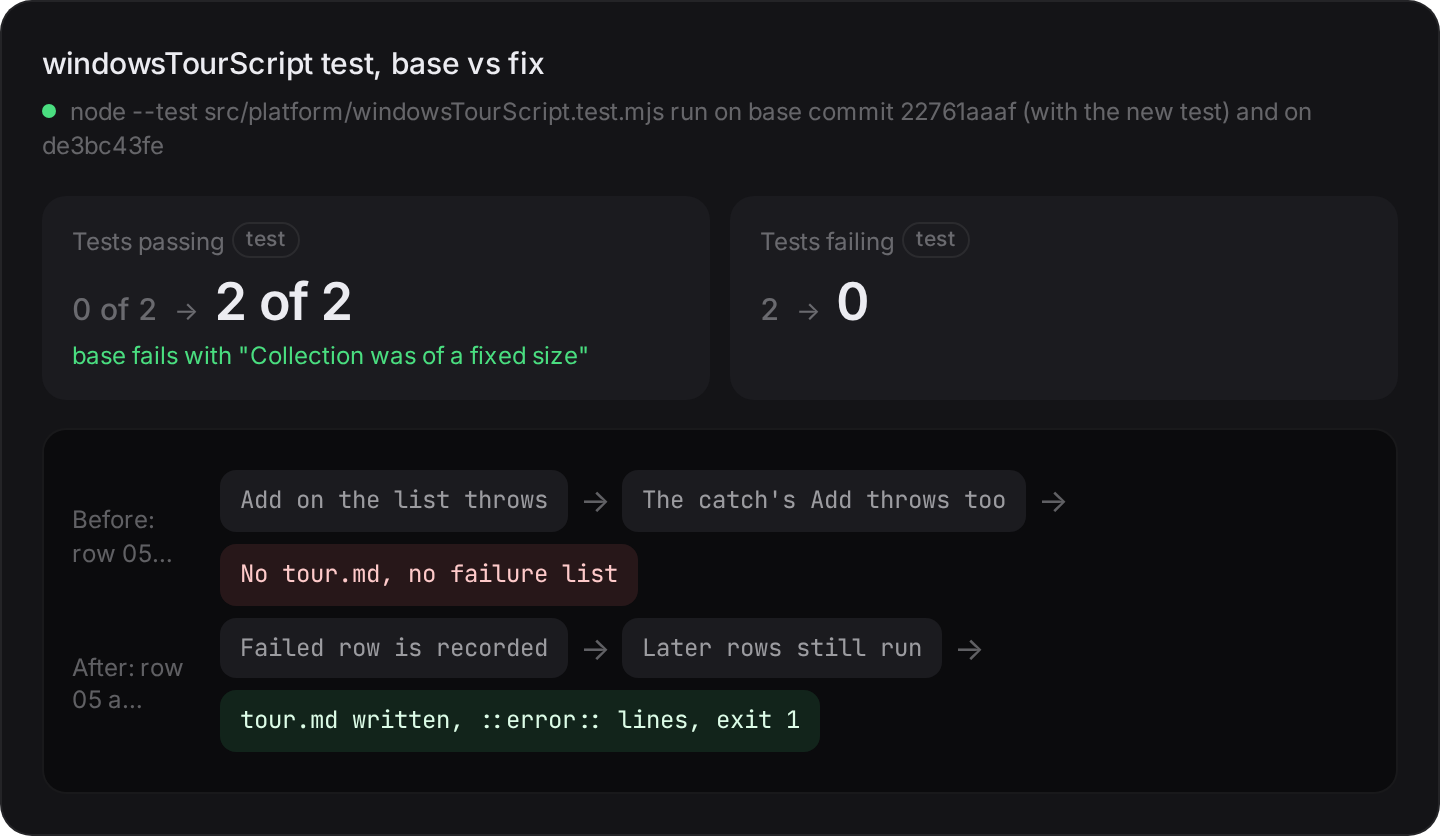 windowsTourScript test, base vs fix
node --test src/platform/windowsTourScript.test.mjs run on base commit 22761aaaf (with the new test) and on
de3bc43fe
Tests passing test
0 of 2 → 2 of 2
base fails with "Collection was of a fixed size"
Tests failing test
2 → 0
Before:
row 05…
Add on the list throws → The catch's Add throws too →
No tour.md, no failure list
After: row
05 a…
Failed row is recorded → Later rows still run →
tour.md written, ::error:: lines, exit 1